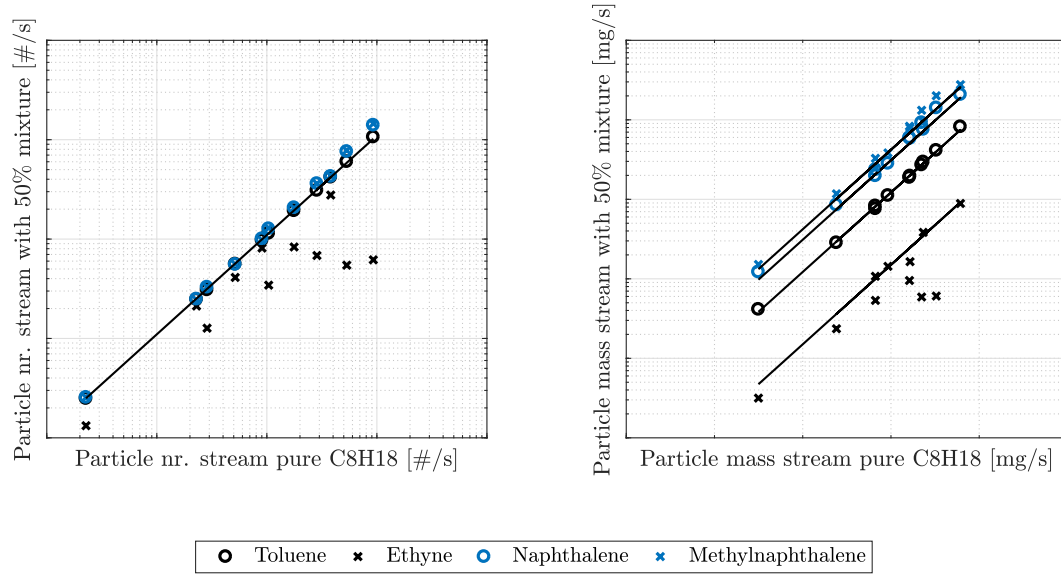 Particle nr. stream with 50% mixture [#/s]
Particle nr. stream pure C8H18 [#/s]
Particle mass stream with 50% mixture [mg/s]
Particle mass stream pure C8H18 [mg/s]
Toluene Ethyne Naphthalene Methylnaphthalene